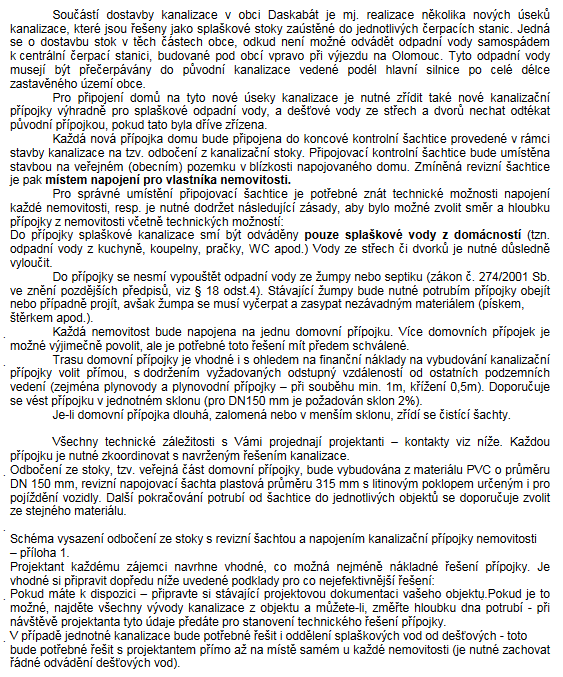 Součástí dostavby kanalizace v obci Daskabát je mj. realizace několika nových úseků
kanalizace, které jsou řešeny jako splaškové stoky zaústěné do jednotlivých čerpacích stanic. Jedná
se o dostavbu stok v těch částech obce, odkud není možné odvádět odpadní vody samospádem
k centrální čerpací stanici, budované pod obcí vpravo při výjezdu na Olomouc. Tyto odpadní vody
musejí být přečerpávány do původní kanalizace vedené podél hlavní silnice po celé délce
zastavěného území obce.
Pro připojení domů na tyto nové úseky kanalizace je nutné zřídit také nové kanalizační
přípojky výhradně pro splaškové odpadní vody, a dešťové vody ze střech a dvorů nechat odtékat
původní přípojkou, pokud tato byla dříve zřízena.
Každá nová přípojka domu bude připojena do koncové kontrolní šachtice provedené v rámci
stavby kanalizace na tzv. odbočení z kanalizační stoky. Připojovací kontrolní šachtice bude umístěna
stavbou na veřejném (obecním) pozemku v blízkosti napojovaného domu. Zmíněná revizní šachtice
je pak místem napojení pro vlastníka nemovitosti.
Pro správné umístění připojovací šachtice je potřebné znát technické možnosti napojení
každé nemovitosti, resp. je nutné dodržet následující zásady, aby bylo možné zvolit směr a hloubku
přípojky z nemovitosti včetně technických možností:
Do přípojky splaškové kanalizace smí být odváděny pouze splaškové vody z domácností (tzn.
odpadní vody z kuchyně, koupelny, pračky, WC apod.) Vody ze střech či dvorků je nutné důsledně
vyloučit.
Do přípojky se nesmí vypouštět odpadní vody ze žumpy nebo septiku (zákon č. 274/2001 Sb.
ve znění pozdějších předpisů, viz § 18 odst.4). Stávající žumpy bude nutné potrubím přípojky obejít
nebo případně projít, avšak žumpa se musí vyčerpat a zasypat nezávadným materiálem (pískem,
štěrkem apod.).
Každá nemovitost bude napojena na jednu domovní přípojku. Více domovních přípojek je
možné výjimečně povolit, ale je potřebné toto řešení mít předem schválené.
Trasu domovní přípojky je vhodné i s ohledem na finanční náklady na vybudování kanalizační
přípojky volit přímou, s dodržením vyžadovaných odstupný vzdáleností od ostatních podzemních
vedení (zejména plynovody a plynovodní přípojky – při souběhu min. 1m, křížení 0,5m). Doporučuje
se vést přípojku v jednotném sklonu (pro DN150 mm je požadován sklon 2%).
Je-li domovní přípojka dlouhá, zalomená nebo v menším sklonu, zřídí se čistící šachty.
Všechny technické záležitosti s Vámi projednají projektanti – kontakty viz níže. Každou
přípojku je nutné zkoordinovat s navrženým řešením kanalizace.
Odbočení ze stoky, tzv. veřejná část domovní přípojky, bude vybudována z materiálu PVC o průměru
DN 150 mm, revizní napojovací šachta plastová průměru 315 mm s litinovým poklopem určeným i pro
pojíždění vozidly. Další pokračování potrubí od šachtice do jednotlivých objektů se doporučuje zvolit
ze stejného materiálu.
Schéma vysazení odbočení ze stoky s revizní šachtou a napojením kanalizační přípojky nemovitosti
– příloha 1.
Projektant každému zájemci navrhne vhodné, co možná nejméně nákladné řešení přípojky. Je
vhodné si připravit dopředu níže uvedené podklady pro co nejefektivnější řešení:
Pokud máte k dispozici – připravte si stávající projektovou dokumentaci vašeho objektu.Pokud je to
možné, najděte všechny vývody kanalizace z objektu a můžete-li, změřte hloubku dna potrubí - při
návštěvě projektanta tyto údaje předáte pro stanovení technického řešení přípojky.
V případě jednotné kanalizace bude potřebné řešit i oddělení splaškových vod od dešťových - toto
bude potřebné řešit s projektantem přímo až na místě samém u každé nemovitosti (je nutné zachovat
řádné odvádění dešťových vod).